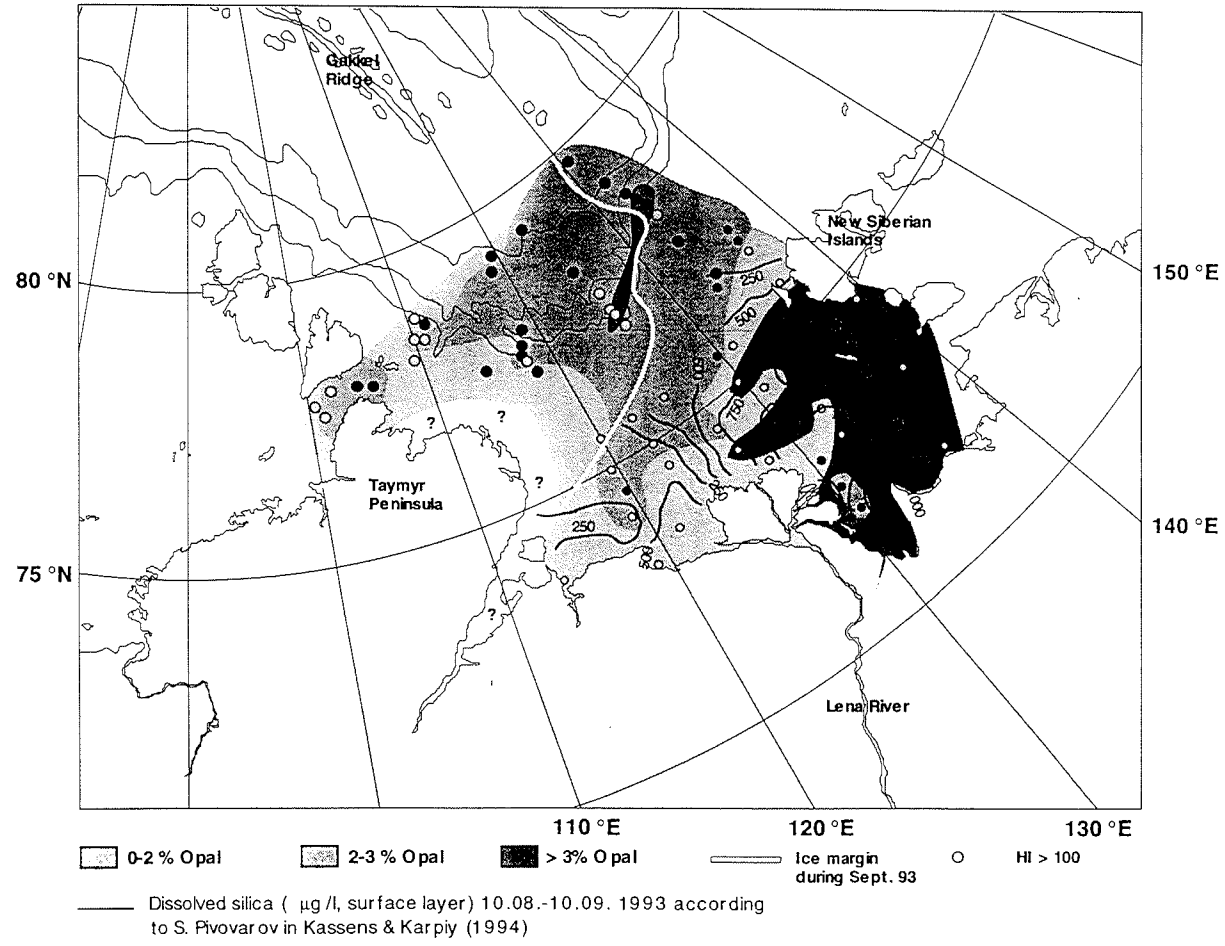 Gakkel
Ridge
New Siberian
Islands
80 °N
150 °E
250
500
750
?
?
?
Taymyr
Peninsula
250
140 °E
75 °N
?
Lena River
110 °E
120 °E
130 °E
0-2 % Opal
2-3 % Opal
> 3% Opal
Ice margin
during Sept. 93
HI > 100
Dissolved silica ( µg /l, surface layer) 10.08.-10.09. 1993 according
to S. Pivovarov in Kassens & Karpiy (1994)